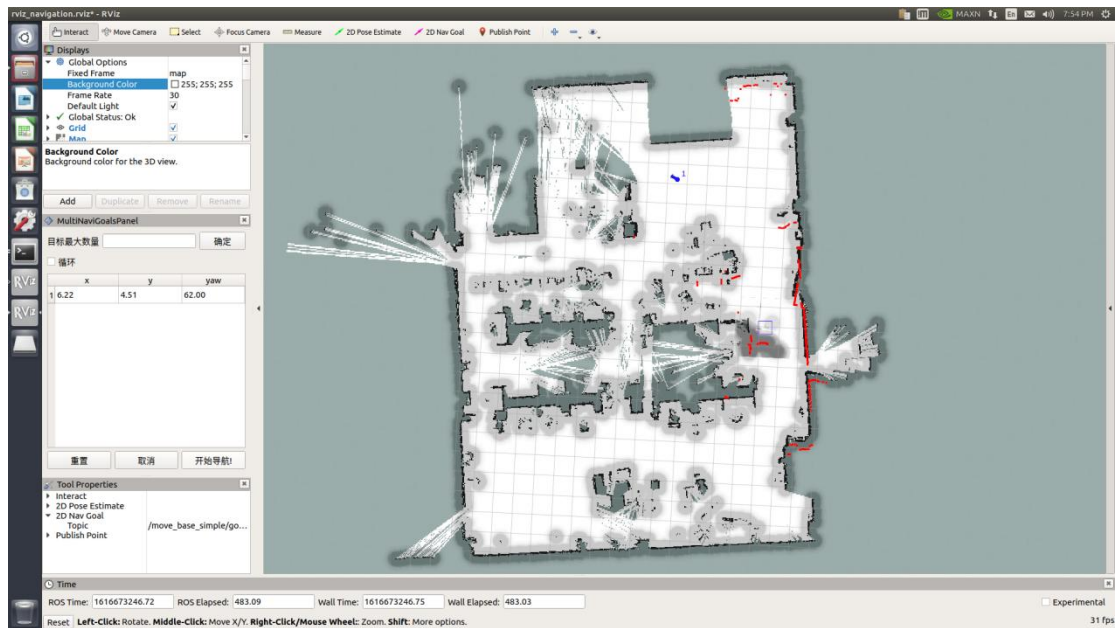 rviz_navigation.rviz* - RViz
MAXN
En
7:54 PM
Interact
Move Camera
Select
Focus Camera
Measure
2D Pose Estimate
2D Nav Goal
Publish Point
Displays
Global Options
Fixed Frame map
Background Color 255; 255; 255
Frame Rate 30
Default Light
Global Status: Ok
Grid
Map
Background Color
Background color for the 3D view.
Add Duplicate Remove Rename
MultiNaviGoalsPanel
目标最大数量 确定
循环
x y yaw
1 6.22 4.51 62.00
重置 取消 开始导航!
Tool Properties
Interact
2D Pose Estimate
2D Nav Goal
Topic /move_base_simple/go...
Publish Point
RViz
RViz
1
Time
ROS Time: 1616673246.72 ROS Elapsed: 483.09 Wall Time: 1616673246.75 Wall Elapsed: 483.03 Experimental
Reset Left-Click: Rotate. Middle-Click: Move X/Y. Right-Click/Mouse Wheel:: Zoom. Shift: More options. 31 fps